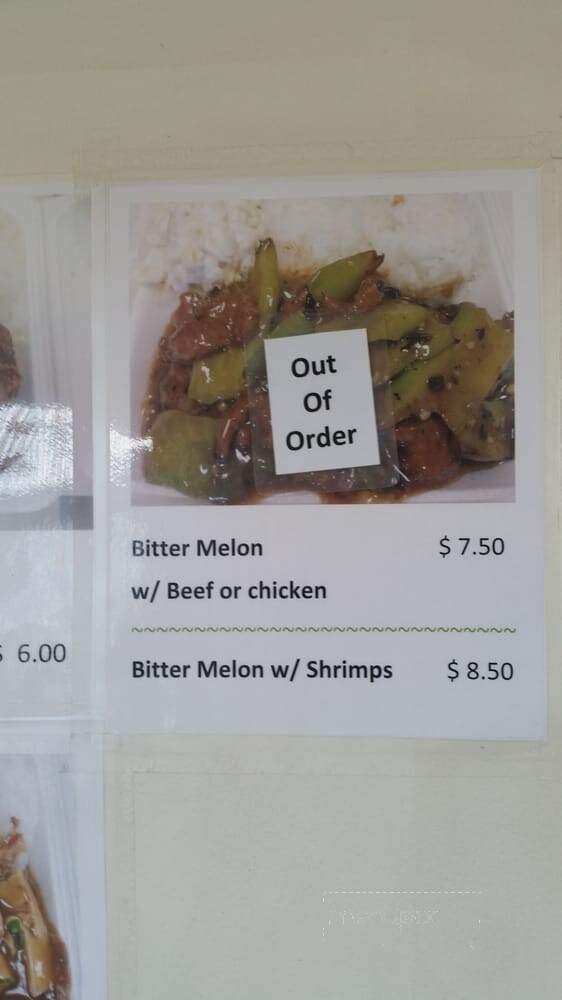 Out
Of
Order
Bitter Melon $ 7.50
w/ Beef or chicken
Bitter Melon w/ Shrimps $ 8.50
$ 6.00